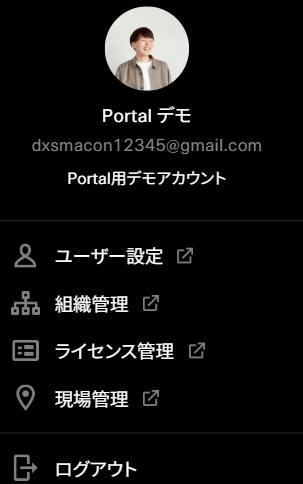 Portal デモ
dxsmacon12345@gmail.com
Portal用デモアカウント
ユーザー設定
組織管理
ライセンス管理
現場管理
ログアウト